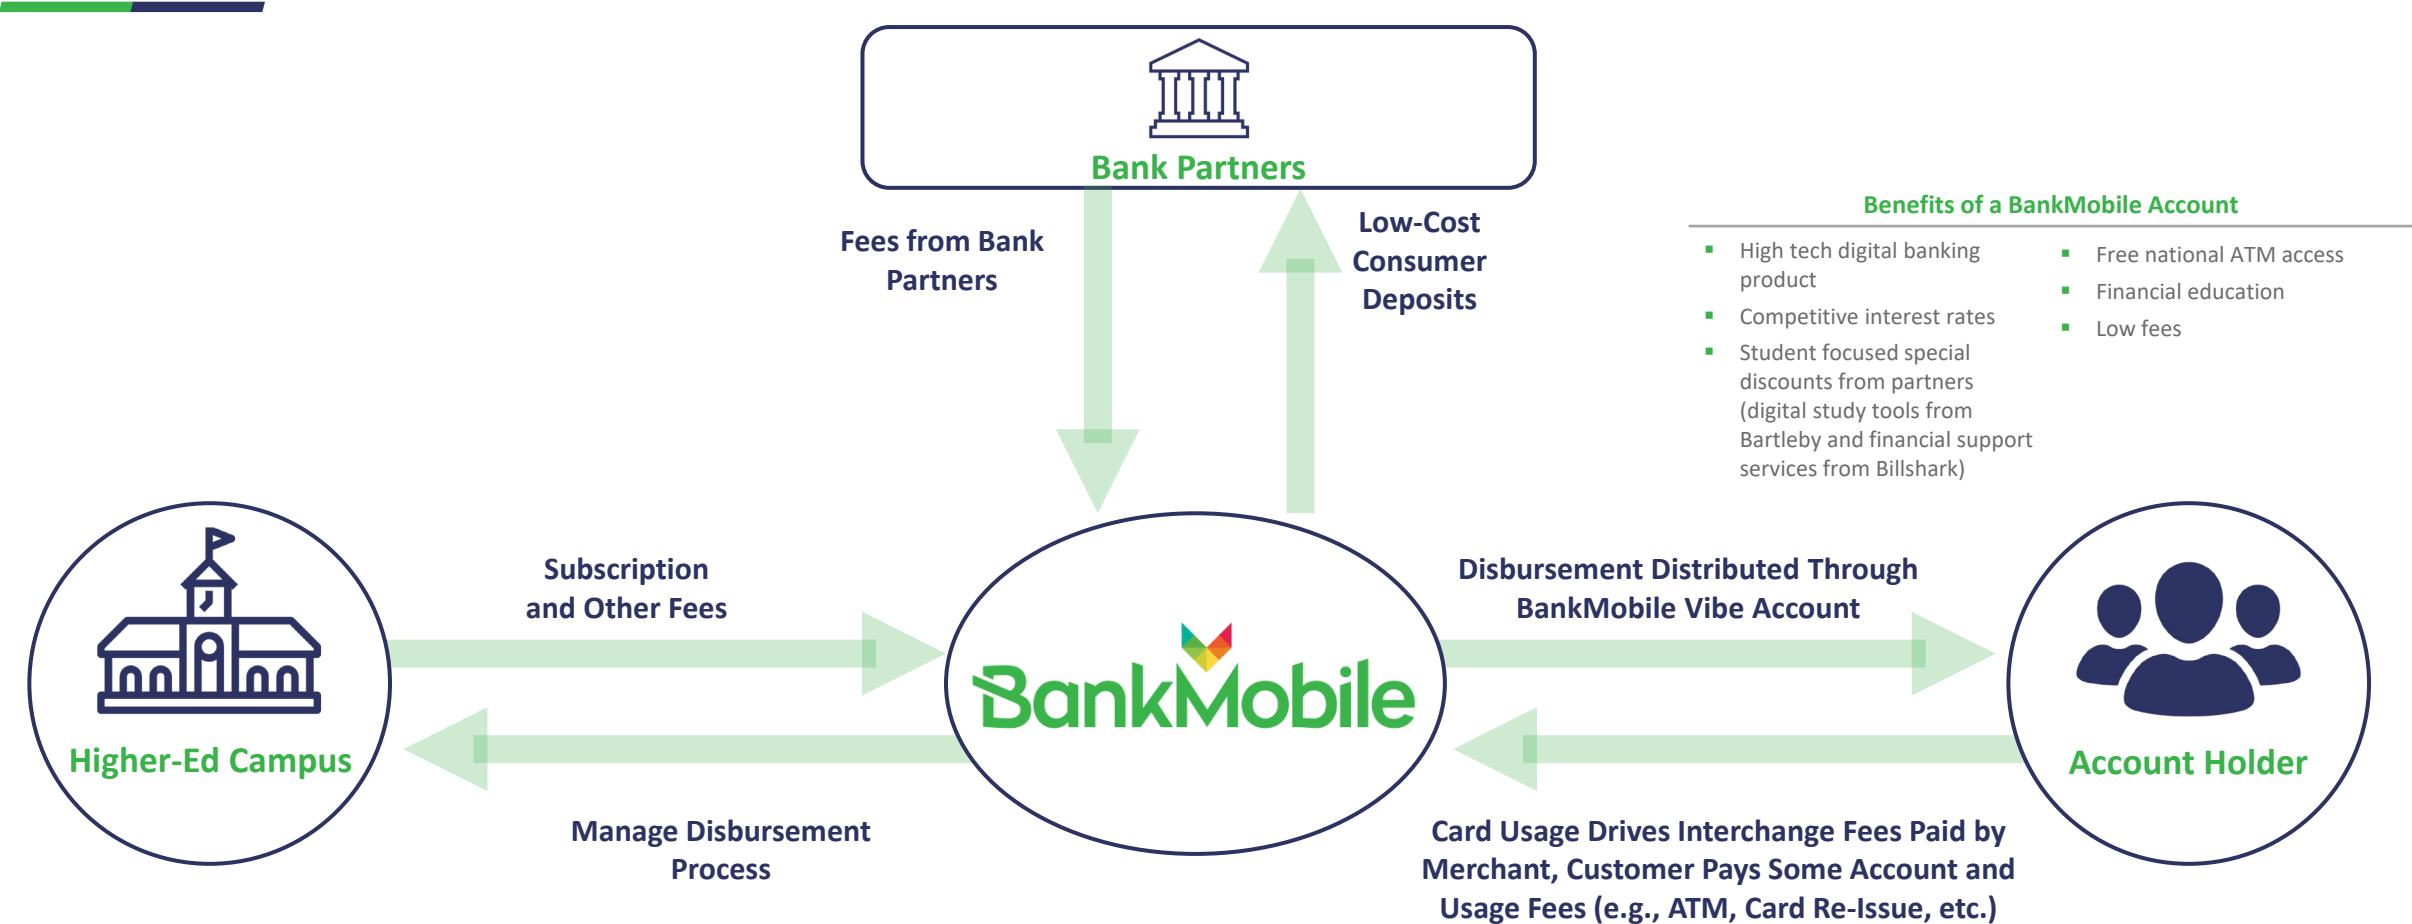 Bank Partners
Fees from Bank
Partners
Low-Cost
Consumer
Deposits
Benefits of a BankMobile Account
▪ High tech digital banking
product
▪ Competitive interest rates
▪ Student focused special
discounts from partners
(digital study tools from
Bartleby and financial support
services from Billshark)
▪ Free national ATM access
▪ Financial education
▪ Low fees
Higher-Ed Campus
Subscription
and Other Fees
Manage Disbursement
Process
BankMobile
Disbursement Distributed Through
BankMobile Vibe Account
Card Usage Drives Interchange Fees Paid by
Merchant, Customer Pays Some Account and
Usage Fees (e.g., ATM, Card Re-Issue, etc.)
Account Holder